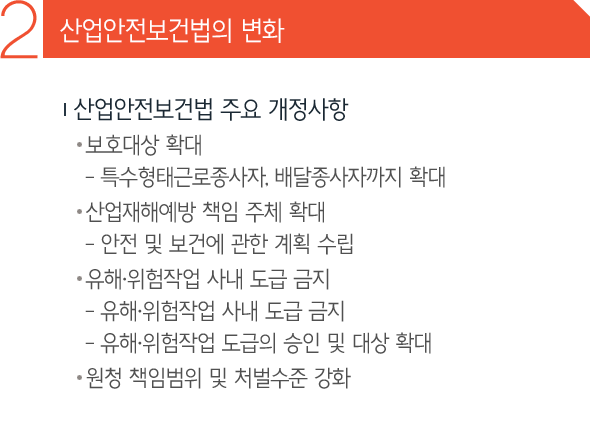 2
산업안전보건법의 변화
산업안전보건법 주요 개정사항
• 보호대상 확대
- 특수형태근로종사자, 배달종사자까지 확대
• 산업재해예방 책임 주체 확대
- 안전 및 보건에 관한 계획 수립
• 유해·위험작업 사내 도급 금지
- 유해·위험작업 사내 도급 금지
- 유해·위험작업 도급의 승인 및 대상 확대
• 원청 책임범위 및 처벌수준 강화